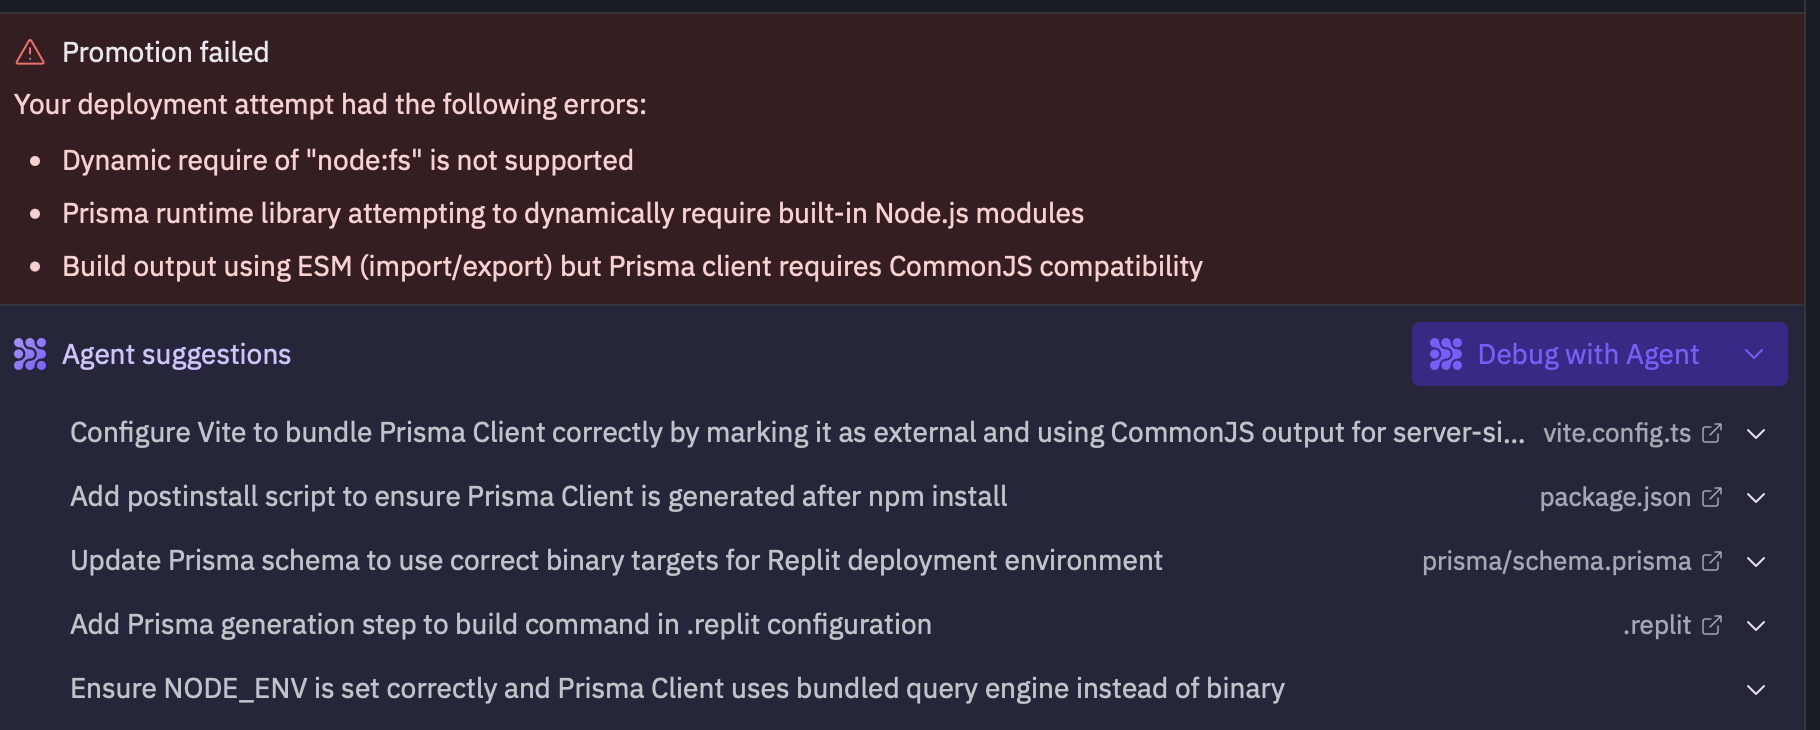 Promotion failed
Your deployment attempt had the following errors:
• Dynamic require of "node:fs" is not supported
• Prisma runtime library attempting to dynamically require built-in Node.js modules
• Build output using ESM (import/export) but Prisma client requires CommonJS compatibility
Agent suggestions Debug with Agent
Configure Vite to bundle Prisma Client correctly by marking it as external and using CommonJS output for server-si... vite.config.ts
Add postinstall script to ensure Prisma Client is generated after npm install package.json
Update Prisma schema to use correct binary targets for Replit deployment environment prisma/schema.prisma
Add Prisma generation step to build command in .replit configuration .replit
Ensure NODE_ENV is set correctly and Prisma Client uses bundled query engine instead of binary